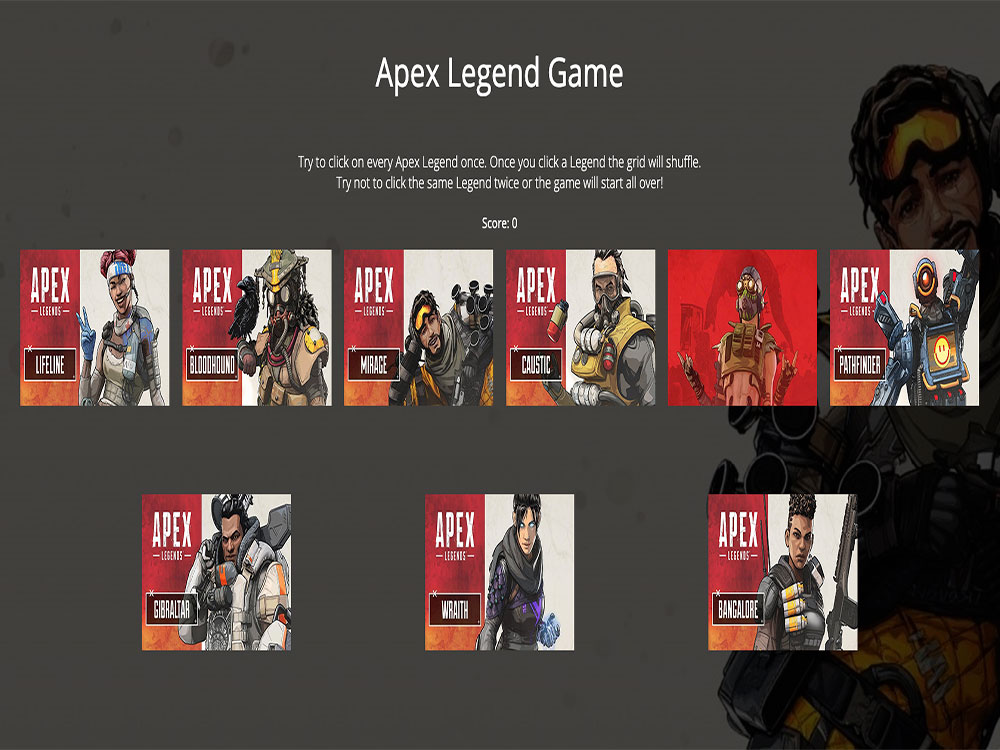 Apex Legend Game
Try to click on every Apex Legend once. Once you click a Legend the grid will shuffle.
Try not to click the same Legend twice or the game will start all over!
Score: 0
APEX
LEGENDS
LIFELINE
APEX
LEGENDS
BLOODHOUND
APEX
LEGENDS
MIRAGE
APEX
LEGENDS
CAUSTIC
APEX
LEGENDS
PATHFINDER
APEX
LEGENDS
GIBRALTAR
APEX
LEGENDS
WRAITH
APEX
LEGENDS
BANGALORE